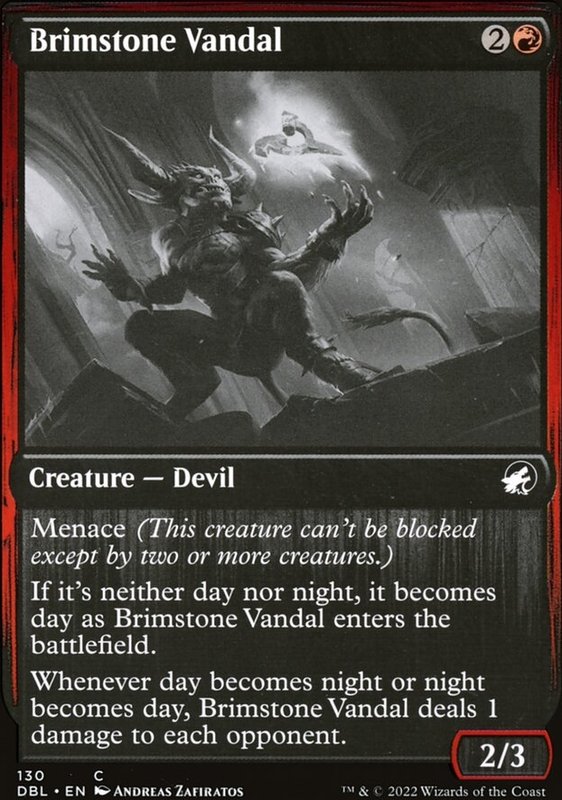 Brimstone Vandal 2
Creature — Devil
Menace (This creature can't be blocked
except by two or more creatures.)
If it's neither day nor night, it becomes
day as Brimstone Vandal enters the
battlefield.
Whenever day becomes night or night
becomes day, Brimstone Vandal deals 1
damage to each opponent.
2/3
130 C
DBL • EN Andreas Zafiratos ™ & © 2022 Wizards of the Coast